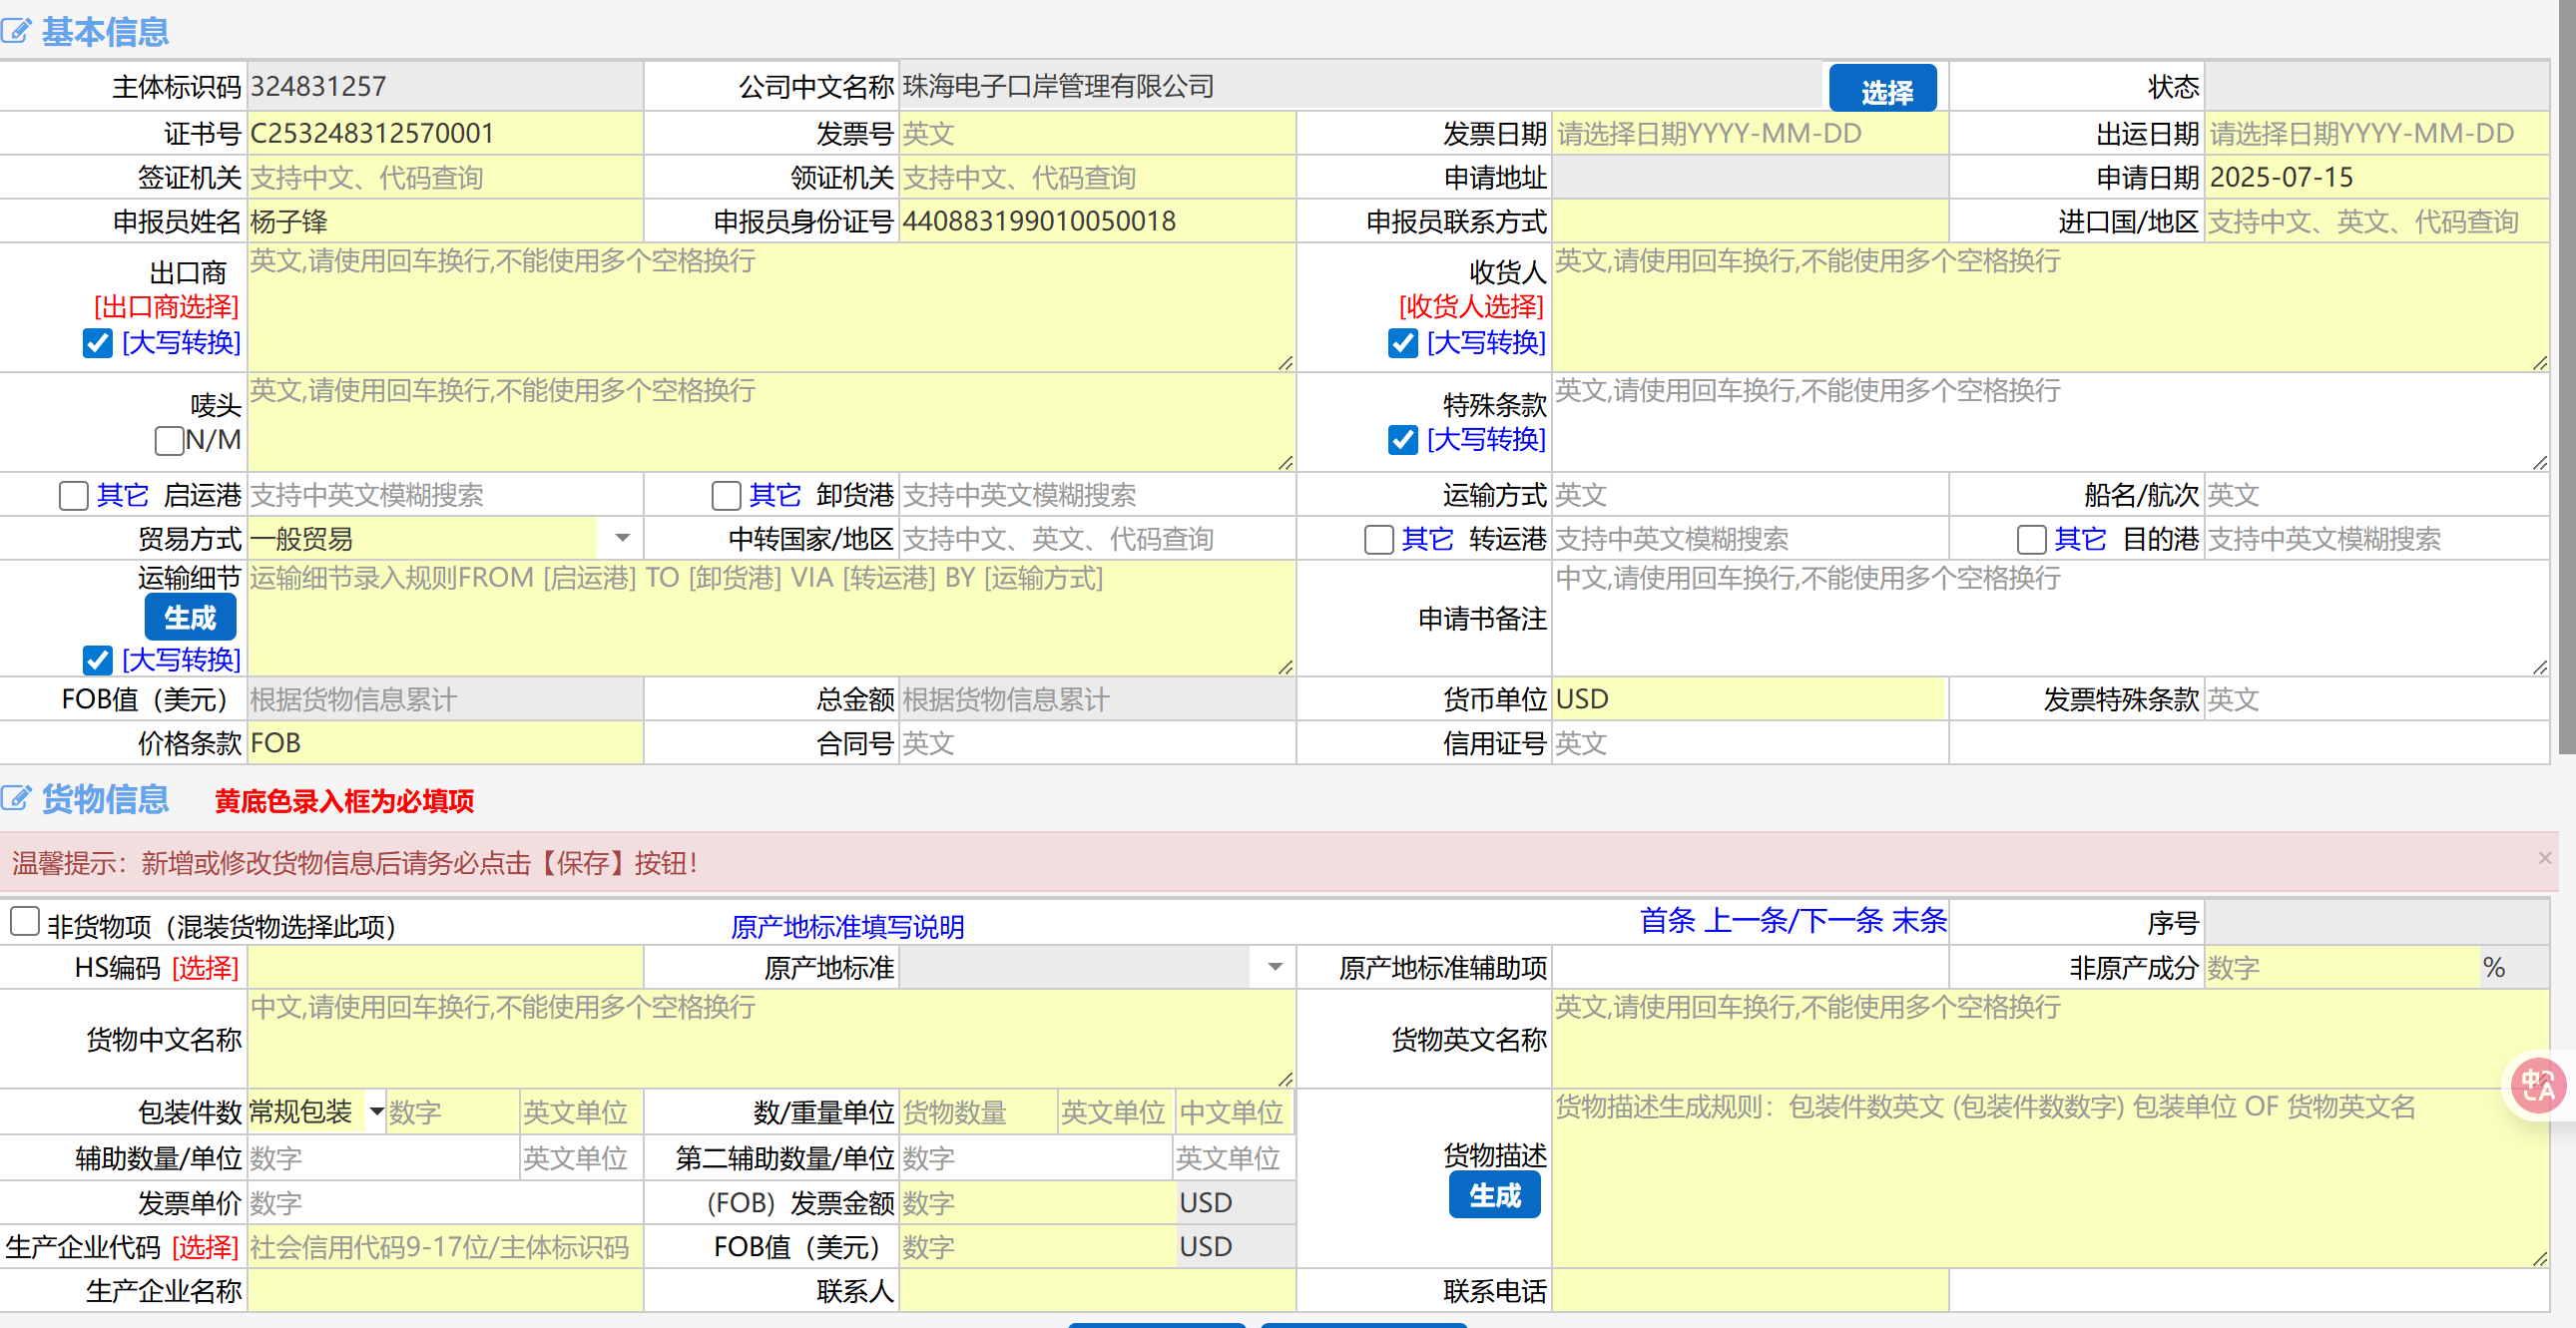 基本信息
主体标识码 324831257 公司中文名称 珠海电子口岸管理有限公司 选择 状态
证书号 C253248312570001 发票号 英文 发票日期 请选择日期YYYY-MM-DD 出运日期 请选择日期YYYY-MM-DD
签证机关 支持中文、代码查询 领证机关 支持中文、代码查询 申请地址 申请日期 2025-07-15
申报员姓名 杨子锋 申报员身份证号 440883199010050018 申报员联系方式 进口国/地区 支持中文、英文、代码查询
出口商 英文,请使用回车换行,不能使用多个空格换行 收货人 英文,请使用回车换行,不能使用多个空格换行
[出口商选择] [收货人选择]
[大写转换] [大写转换]
唛头 英文,请使用回车换行,不能使用多个空格换行 特殊条款 英文,请使用回车换行,不能使用多个空格换行
N/M [大写转换]
其它 启运港 支持中英文模糊搜索 其它 卸货港 支持中英文模糊搜索 运输方式 英文 船名/航次 英文
贸易方式 一般贸易 中转国家/地区 支持中文、英文、代码查询 其它 转运港 支持中英文模糊搜索 其它 目的港 支持中英文模糊搜索
运输细节 运输细节录入规则FROM [启运港] TO [卸货港] VIA [转运港] BY [运输方式] 申请书备注 中文,请使用回车换行,不能使用多个空格换行
生成
[大写转换]
FOB值（美元） 根据货物信息累计 总金额 根据货物信息累计 货币单位 USD 发票特殊条款 英文
价格条款 FOB 合同号 英文 信用证号 英文
货物信息 黄底色录入框为必填项
温馨提示：新增或修改货物信息后请务必点击【保存】按钮！ ×
非货物项（混装货物选择此项） 原产地标准填写说明 首条 上一条/下一条 末条 序号
HS编码 [选择] 原产地标准 原产地标准辅助项 非原产成分 数字 %
货物中文名称 中文,请使用回车换行,不能使用多个空格换行 货物英文名称 英文,请使用回车换行,不能使用多个空格换行
包装件数 常规包装 数字 英文单位 数/重量单位 货物数量 英文单位 中文单位 货物描述 货物描述生成规则：包装件数英文 (包装件数数字) 包装单位 OF 货物英文名
辅助数量/单位 数字 英文单位 第二辅助数量/单位 数字 英文单位 生成
发票单价 数字 (FOB）发票金额 数字 USD
生产企业代码 [选择] 社会信用代码9-17位/主体标识码 FOB值（美元） 数字 USD
生产企业名称 联系人 联系电话